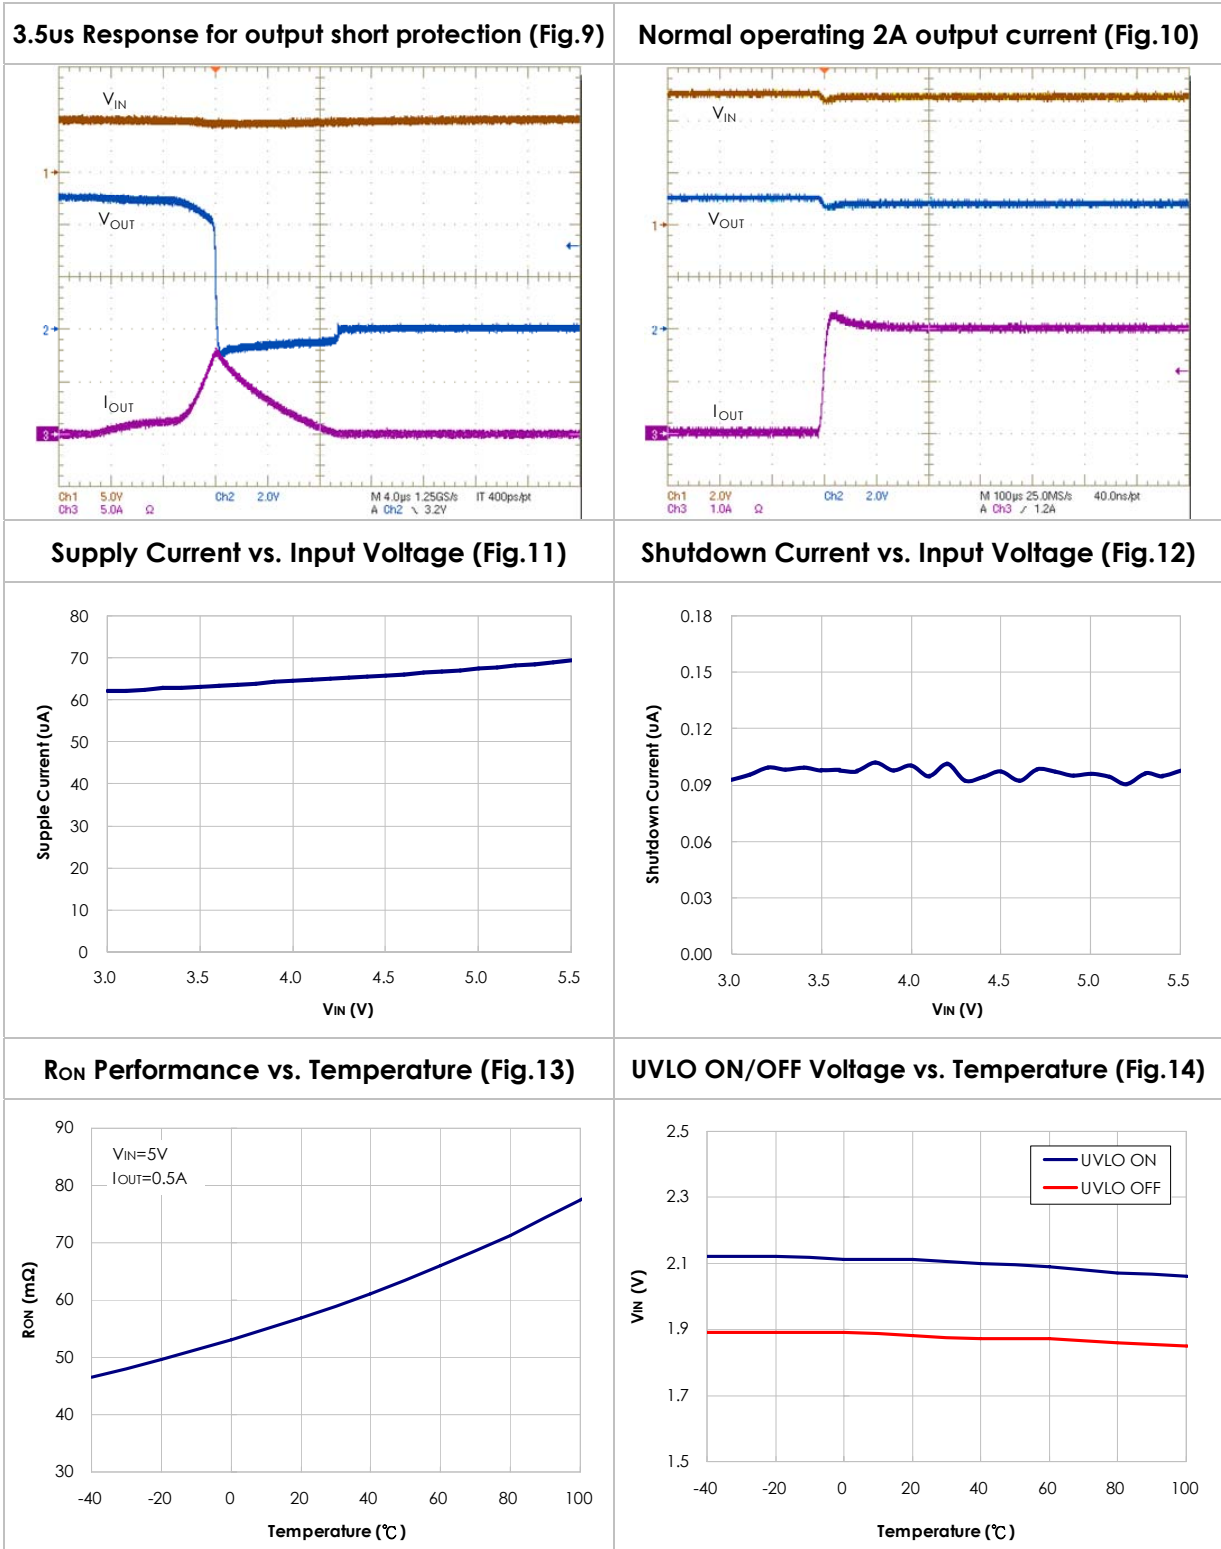 3.5us Response for output short protection (Fig.9)
Normal operating 2A output current (Fig.10)
VIN
1
VOUT
2
IOUT
3
Ch1 5.0V Ch2 2.0V M 4.0µs 1.25GS/s IT 400ps/pt
Ch3 5.0A Ω A Ch2 \ 3.2V
VIN
VOUT
1
2
IOUT
3
Ch1 2.0V Ch2 2.0V M 100µs 25.0MS/s 40.0ns/pt
Ch3 1.0A Ω A Ch3 / 1.2A
Supply Current vs. Input Voltage (Fig.11)
Shutdown Current vs. Input Voltage (Fig.12)
80
70
60
50
40
30
20
10
0
Supple Current (uA)
3.0 3.5 4.0 4.5 5.0 5.5
VIN (V)
0.18
0.15
0.12
0.09
0.06
0.03
0.00
Shutdown Current (uA)
3.0 3.5 4.0 4.5 5.0 5.5
VIN (V)
RON Performance vs. Temperature (Fig.13)
UVLO ON/OFF Voltage vs. Temperature (Fig.14)
90
80
70
60
50
40
30
RON (mΩ)
VIN=5V
IOUT=0.5A
-40 -20 0 20 40 60 80 100
Temperature (℃)
2.5
2.3
2.1
1.9
1.7
1.5
VIN (V)
UVLO ON
UVLO OFF
-40 -20 0 20 40 60 80 100
Temperature (℃)